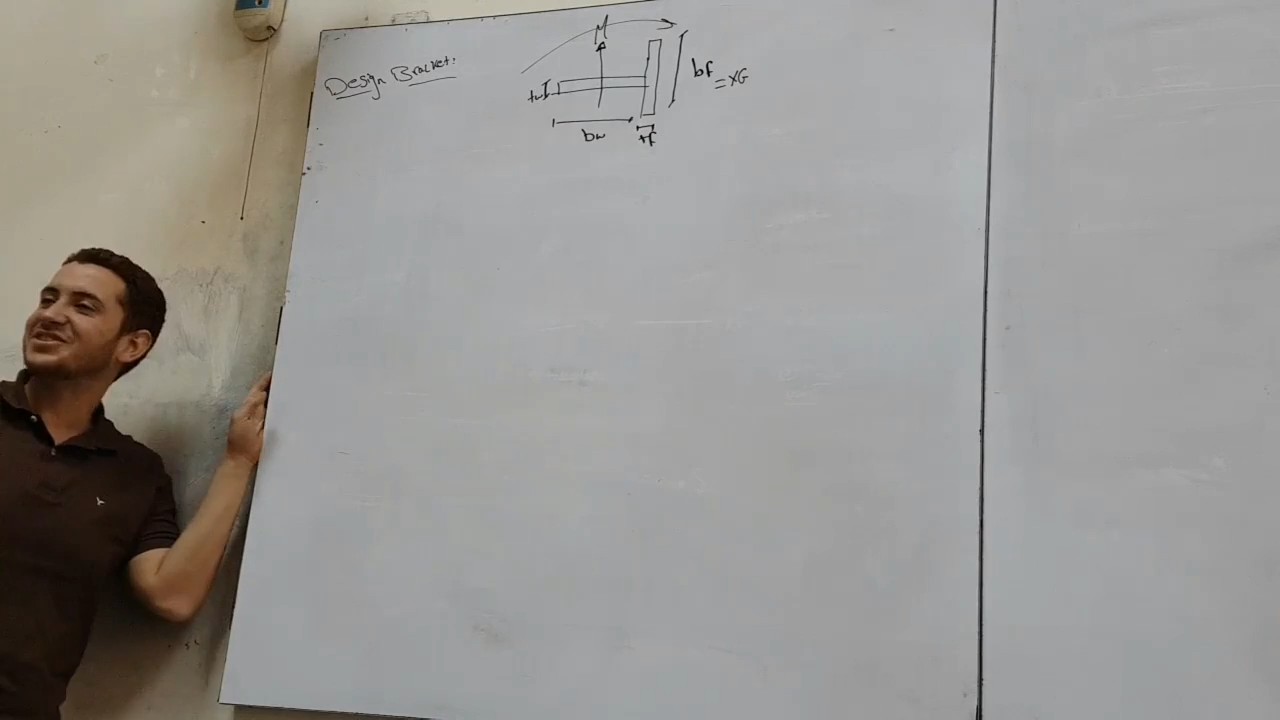 Design Bracket:
M
tw
bf
= XG
bw
tf